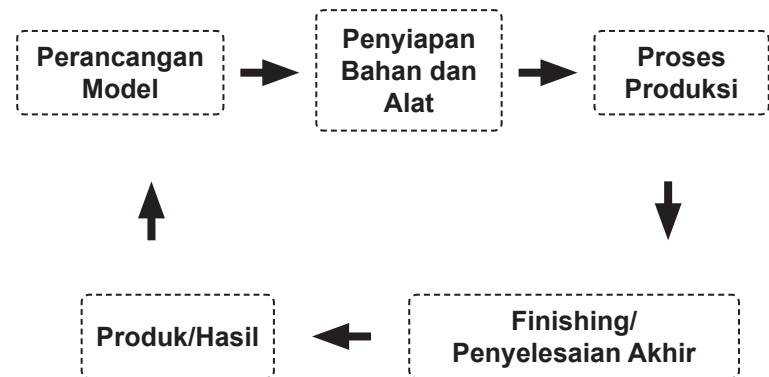 Perancangan
Model
Penyiapan
Bahan dan
Alat
Proses
Produksi
Finishing/
Penyelesaian Akhir
Produk/Hasil